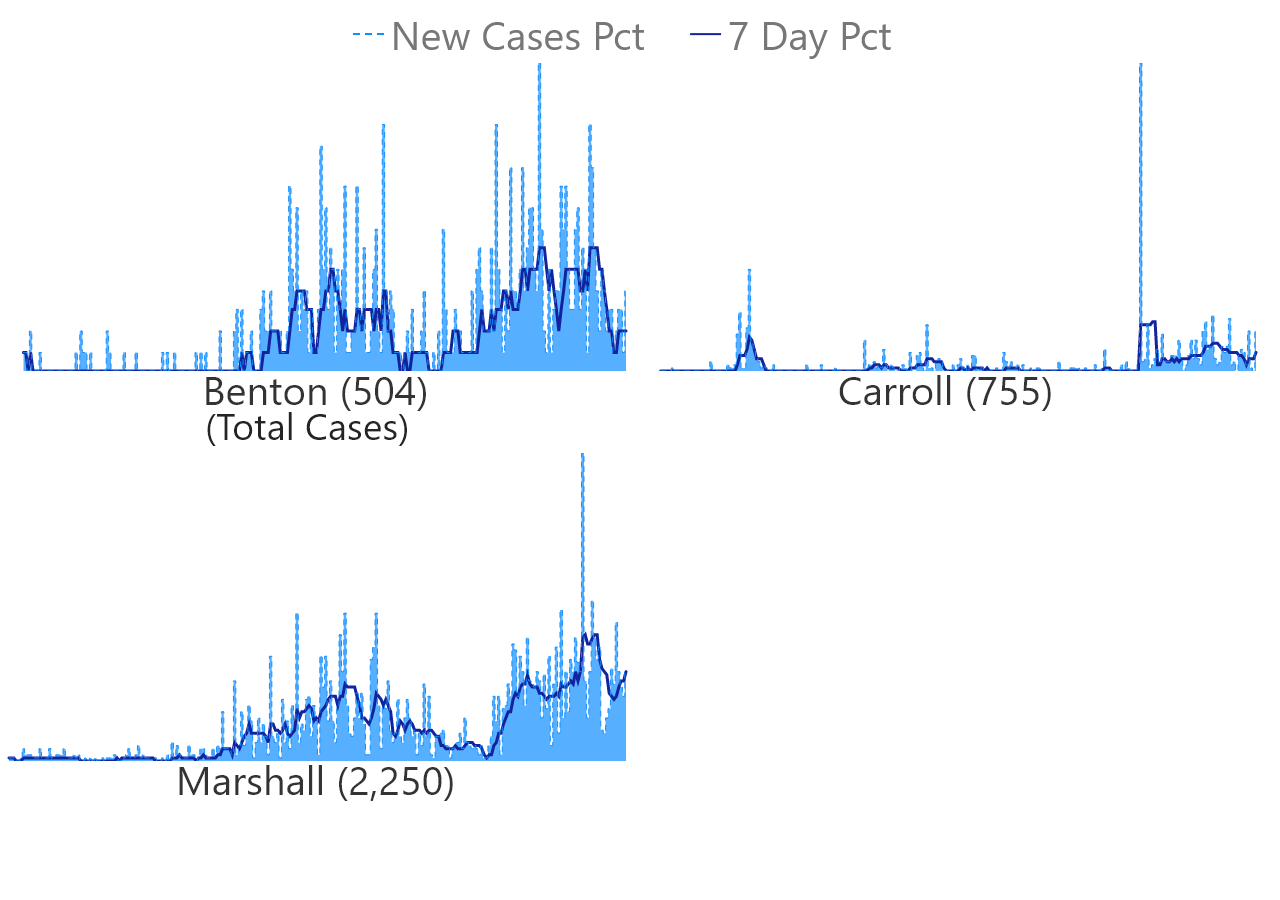 New Cases Pct 7 Day Pct
Benton (504) Carroll (755)
(Total Cases)
Marshall (2,250)